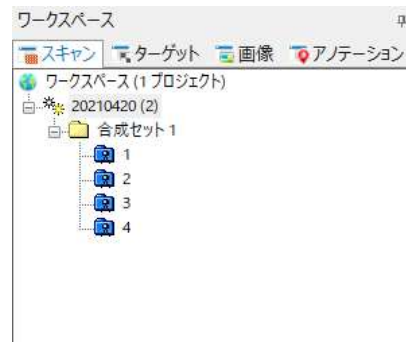 ワークスペース
スキャン ターゲット 画像 アノテーション
ワークスペース (1 プロジェクト)
20210420 (2)
合成セット 1
1
2
3
4